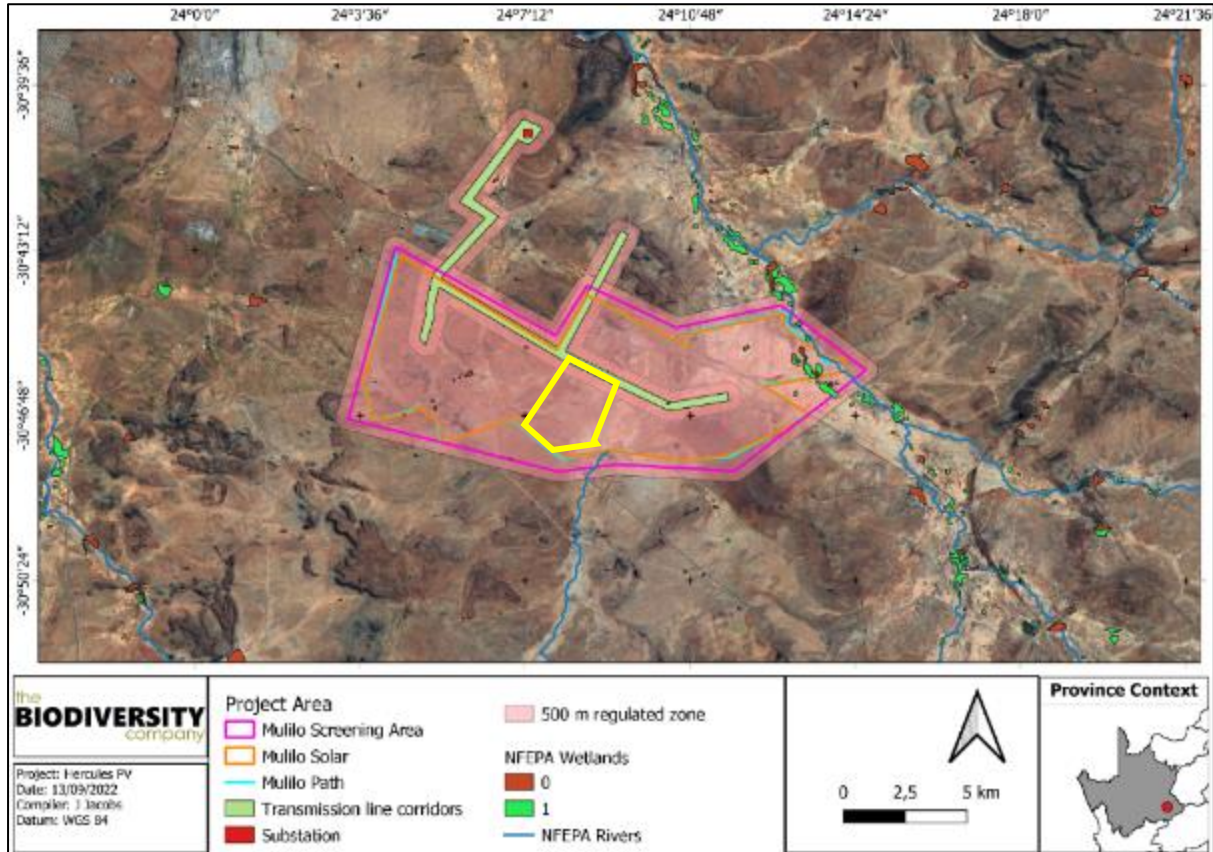 24°0'0" 24°3'36" 24°7'12" 24°10'48" 24°14'24" 24°18'0" 24°21'36"
-30°39'36"
-30°43'12"
-30°46'48"
-30°50'24"
the
BIODIVERSITY
company
Project: Hercules PV
Date: 13/09/2022
Compiler: J Jacobs
Datum: WGS 84
Project Area
Mulilo Screening Area
Mulilo Solar
Mulilo Path
Transmission line corridors
Substation
500 m regulated zone
NFEPA Wetlands
0
1
NFEPA Rivers
0 2,5 5 km
Province Context